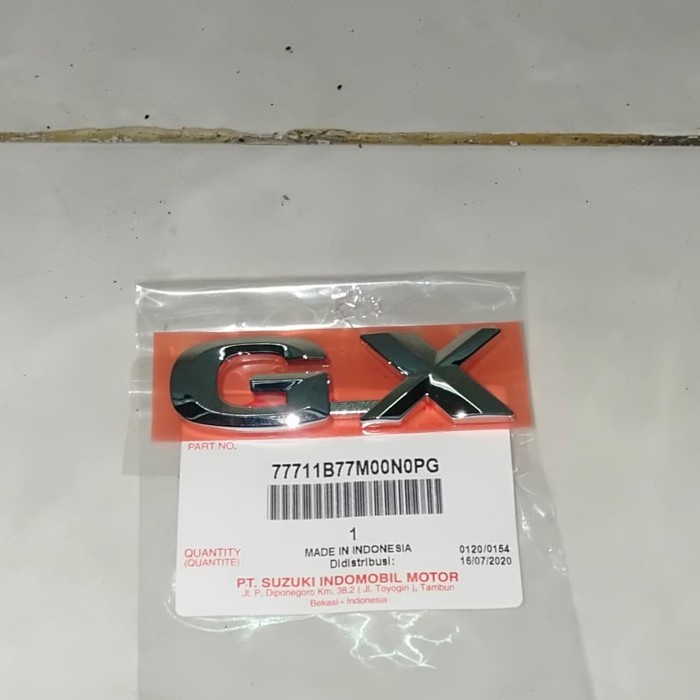 GX
PART NO.
77711B77M00N0PG
1
QUANTITY
(QUANTITE)
MADE IN INDONESIA
Didistribusi:
0120/0154
16/07/2020
P.T. SUZUKI INDOMOBIL MOTOR
Jl. P. Diponegoro Km. 38.2 ( Jl. Toyogiri ), Tambun
Bekasi - Indonesia